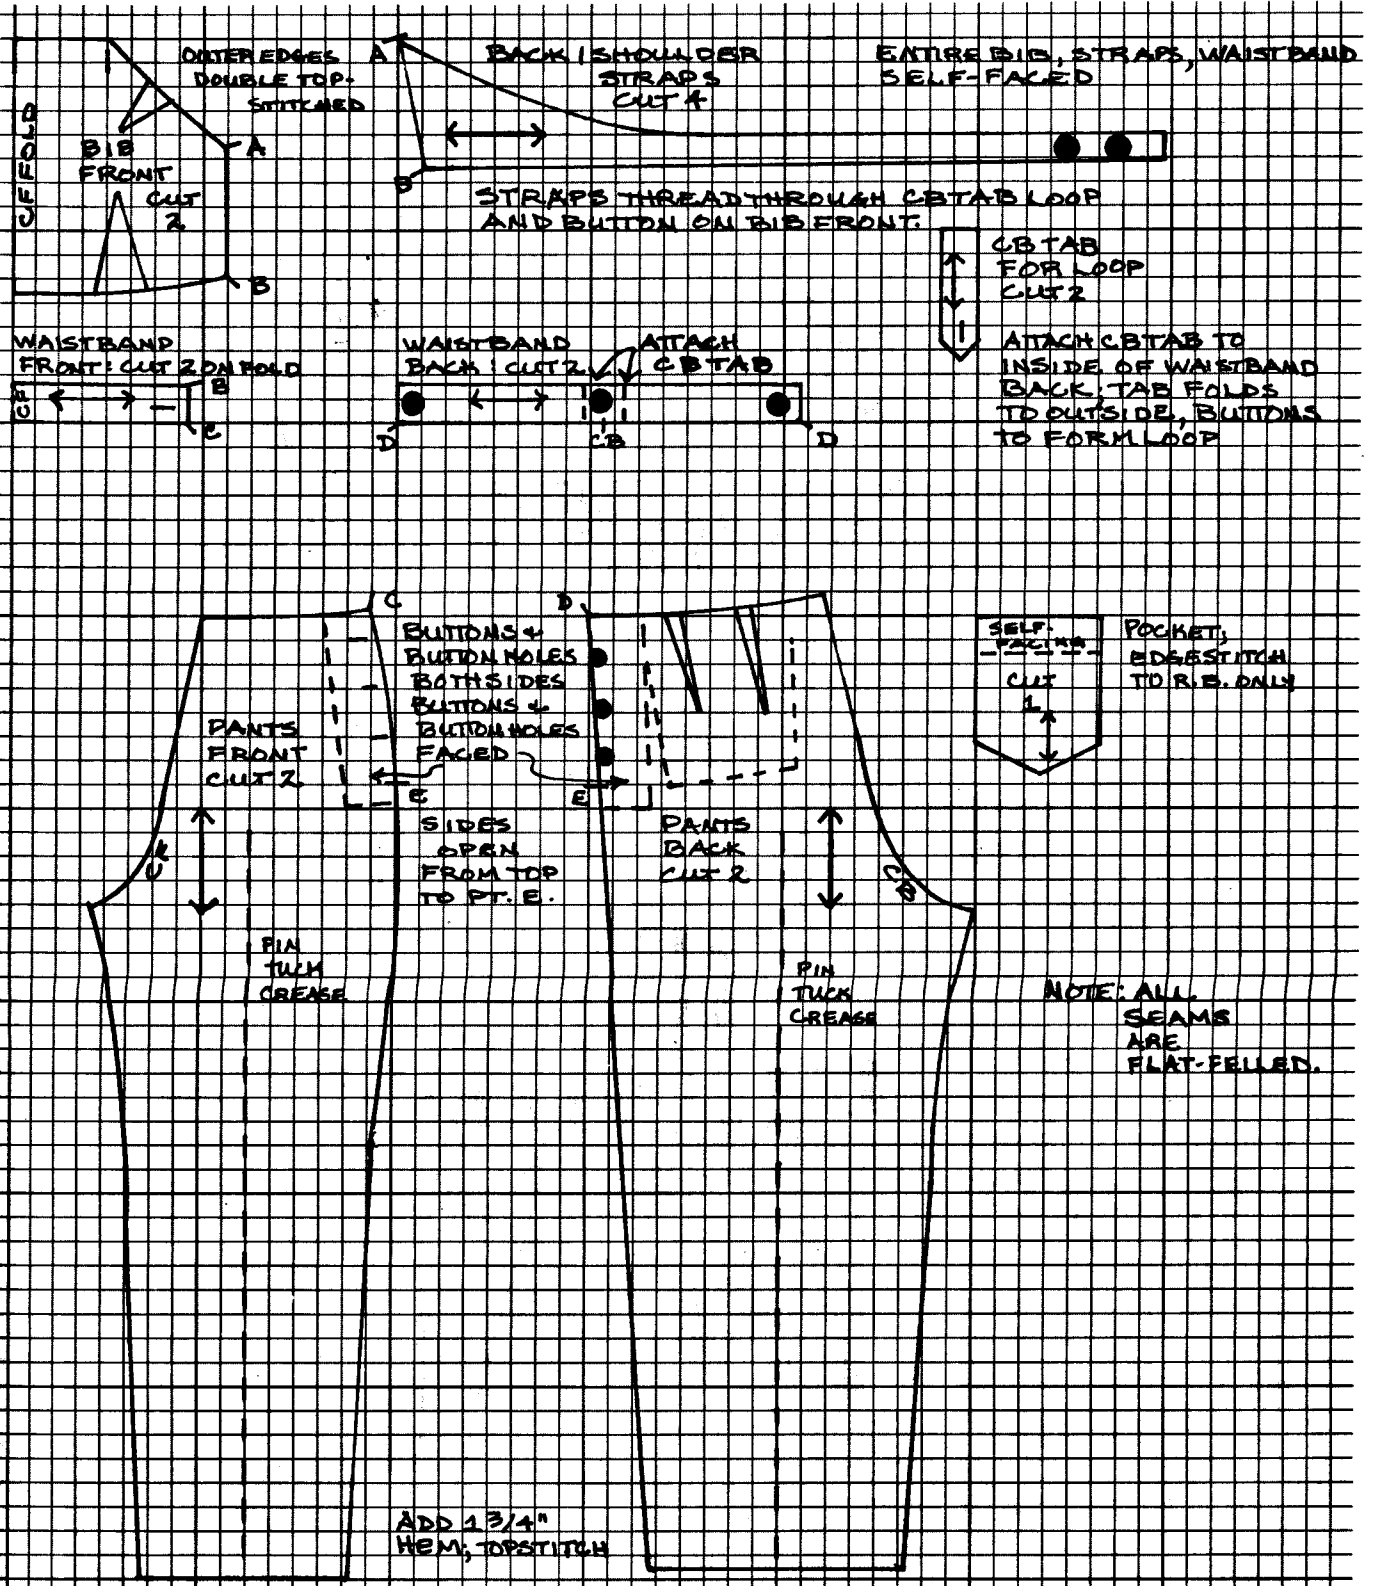 CF FOLD
OUTER EDGES
DOUBLE TOP-
STITCHED
BIB
FRONT
CUT
2
A
B
A
B
BACK / SHOULDER
STRAPS
CUT 4
ENTIRE BIB, STRAPS, WAISTBAND
SELF-FACED
STRAPS THREAD THROUGH CB TAB LOOP
AND BUTTON ON BIB FRONT.
CB TAB
FOR LOOP
CUT 2
ATTACH CB TAB TO
INSIDE OF WAISTBAND
BACK; TAB FOLDS
TO OUTSIDE, BUTTONS
TO FORM LOOP
WAISTBAND
FRONT: CUT 2 ON FOLD
CF
B
C
WAISTBAND
BACK: CUT 2
ATTACH
CB TAB
D
CB
D
C
PANTS
FRONT
CUT 2
CF
E
PIN
TUCK
CREASE
BUTTONS +
BUTTONHOLES
BOTH SIDES
BUTTONS +
BUTTONHOLES
FACED
SIDES
OPEN
FROM TOP
TO PT. E.
D
E
PANTS
BACK
CUT 2
CB
PIN
TUCK
CREASE
SELF-
FACING
CUT
1
POCKET;
EDGESTITCH
TO R.B. ONLY
NOTE: ALL
SEAMS
ARE
FLAT-FELLED.
ADD 1 3/4"
HEM; TOPSTITCH